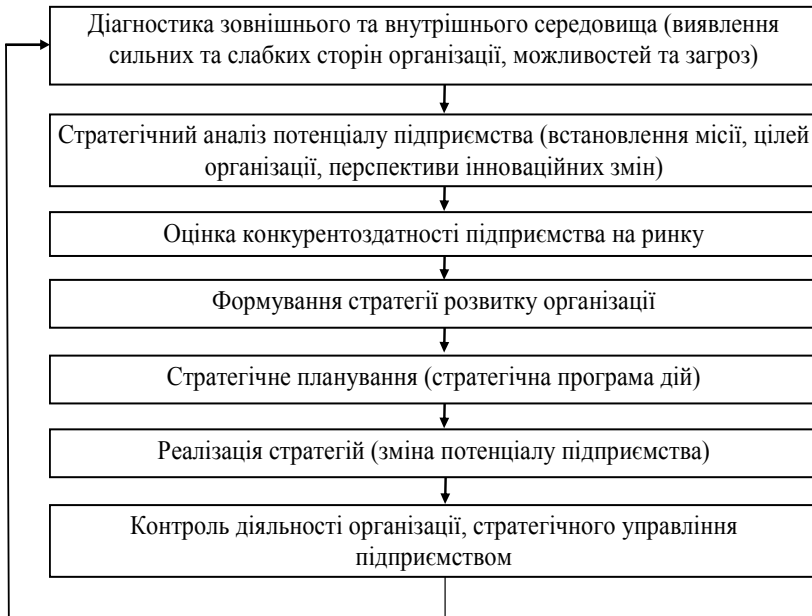 Діагностика зовнішнього та внутрішнього середовища (виявлення
сильних та слабких сторін організації, можливостей та загроз)
Стратегічний аналіз потенціалу підприємства (встановлення місії, цілей
організації, перспективи інноваційних змін)
Оцінка конкурентоздатності підприємства на ринку
Формування стратегії розвитку організації
Стратегічне планування (стратегічна програма дій)
Реалізація стратегій (зміна потенціалу підприємства)
Контроль діяльності організації, стратегічного управління
підприємством